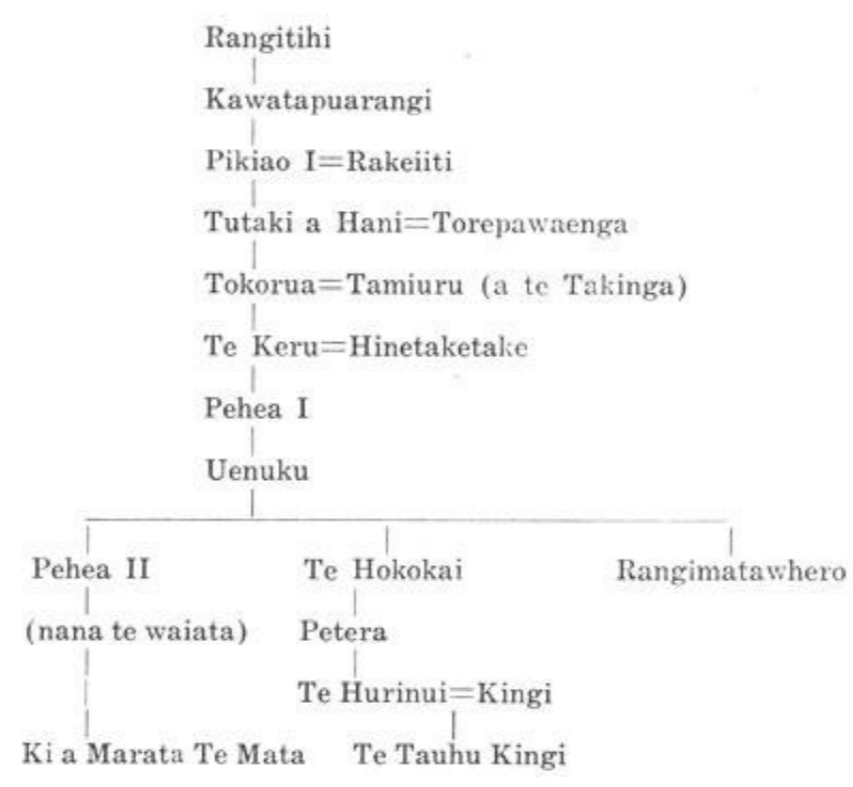 Rangitihi
Kawatapuarangi
Pikiao I=Rakeiiti
Tutaki a Hani=Torepawaenga
Tokorua=Tamiuru (a te Takinga)
Te Keru=Hinetaketake
Pehea I
Uenuku
Pehea II Te Hokokai Rangimatawhero
(nana te waiata) Petera
Te Hurinui=Kingi
Ki a Marata Te Mata Te Tauhu Kingi